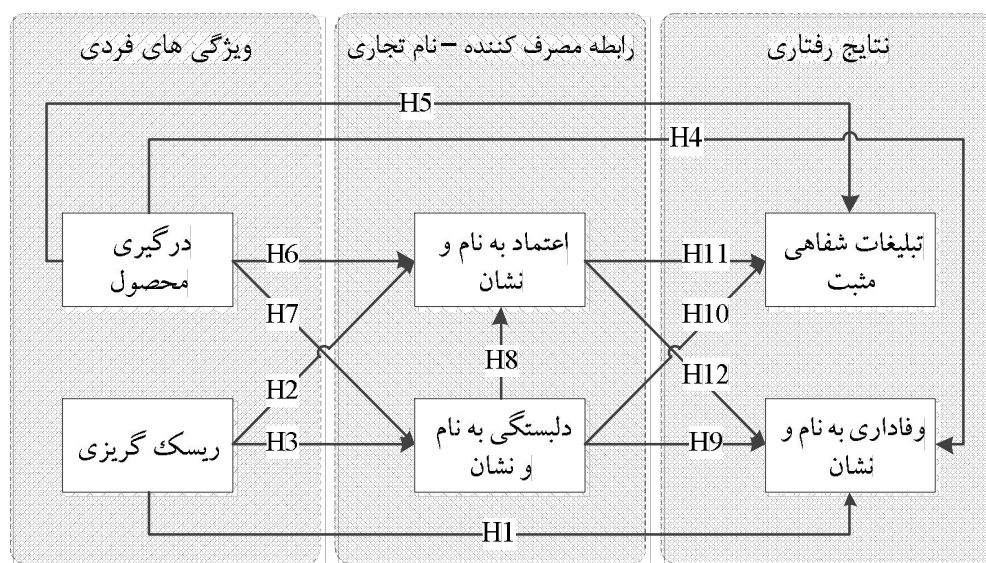 ویژگی های فردی
رابطه مصرف کننده – نام تجاری
نتایج رفتاری
H5
H4
درگیری
محصول
اعتماد به نام و
نشان
تبلیغات شفاهی
مثبت
H6
H11
H7
H10
H8
H2
H12
ریسک گریزی
دلبستگی به نام
و نشان
وفاداری به نام و
نشان
H3
H9
H1